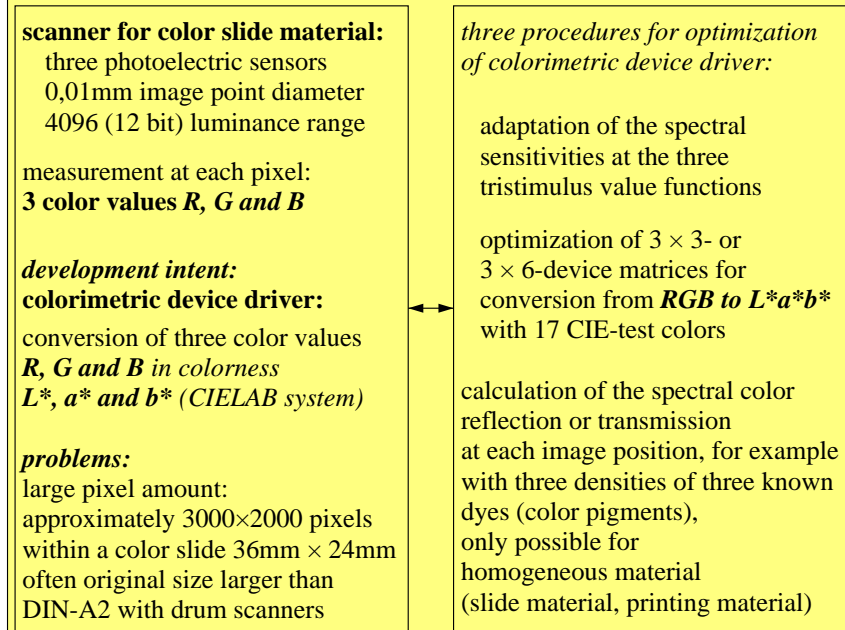 scanner for color slide material:
three photoelectric sensors
0,01mm image point diameter
4096 (12 bit) luminance range
measurement at each pixel:
3 color values R, G and B
development intent:
colorimetric device driver:
conversion of three color values
R, G and B in colorness
L*, a* and b* (CIELAB system)
problems:
large pixel amount:
approximately 3000×2000 pixels
within a color slide 36mm × 24mm
often original size larger than
DIN-A2 with drum scanners
three procedures for optimization
of colorimetric device driver:
adaptation of the spectral
sensitivities at the three
tristimulus value functions
optimization of 3 × 3- or
3 × 6-device matrices for
conversion from RGB to L*a*b*
with 17 CIE-test colors
calculation of the spectral color
reflection or transmission
at each image position, for example
with three densities of three known
dyes (color pigments),
only possible for
homogeneous material
(slide material, printing material)